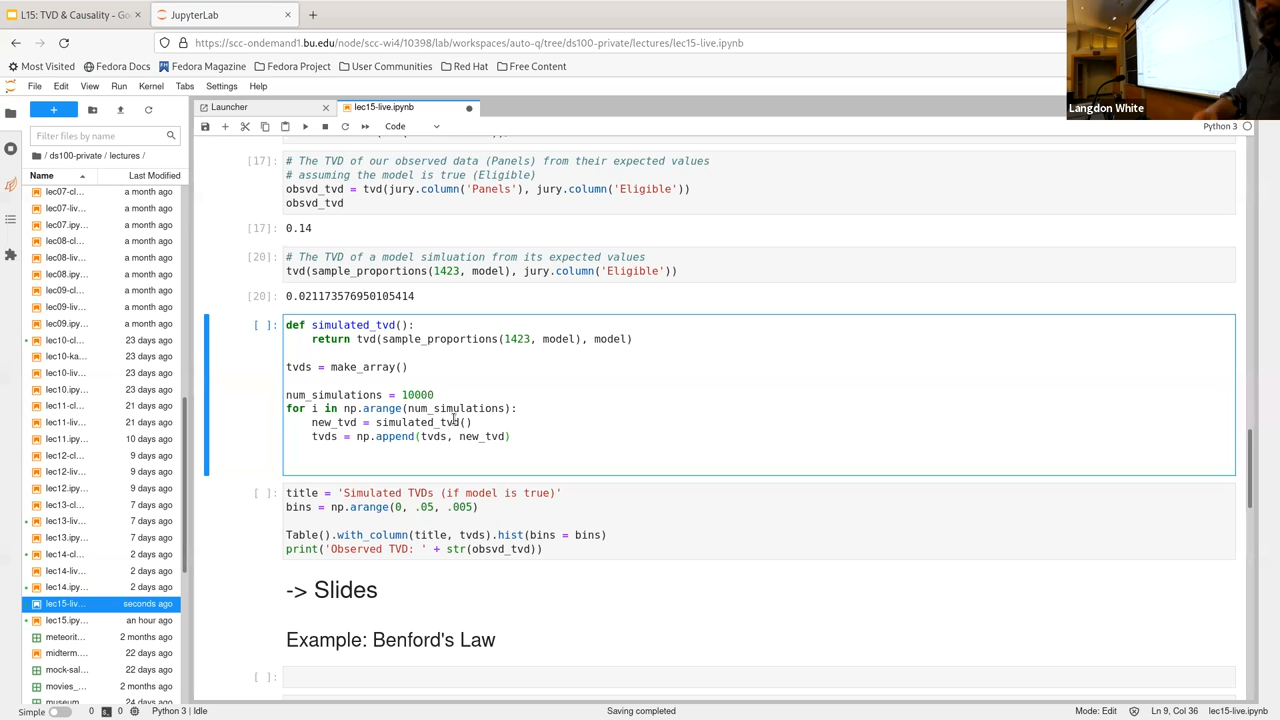 L15: TVD & Causality - Go
JupyterLab
https://scc-ondemand1.bu.edu/node/scc-wi4/10398/lab/workspaces/auto-q/tree/ds100-private/lectures/lec15-live.ipynb
Most Visited
Fedora Docs
Fedora Magazine
Fedora Project
User Communities
Red Hat
Free Content
Langdon White
File Edit View Run Kernel Tabs Settings Help
Launcher
lec15-live.ipynb
Code
Python 3
Filter files by name
/ ds100-private / lectures /
Name Last Modified
lec07-cl... a month ago
lec07-liv... a month ago
lec07.ipy... a month ago
lec08-cl... a month ago
lec08-liv... a month ago
lec08.ipy... a month ago
lec09-cl... a month ago
lec09-liv... a month ago
lec09.ipy... a month ago
lec10-cl... 23 days ago
lec10-ka... 23 days ago
lec10-liv... 23 days ago
lec10.ipy... 23 days ago
lec11-cl... 21 days ago
lec11-liv... 21 days ago
lec11.ipy... 10 days ago
lec12-cl... 9 days ago
lec12-liv... 9 days ago
lec12.ipy... 9 days ago
lec13-cl... 7 days ago
lec13-liv... 7 days ago
lec13.ipy... 7 days ago
lec14-cl... 2 days ago
lec14-liv... 2 days ago
lec14.ipy... 2 days ago
lec15-liv... seconds ago
lec15.ipy... an hour ago
meteorit... 2 months ago
midterm.... 22 days ago
mock-sal... 22 days ago
movies_... 2 months ago
museum... 24 days ago
[17]: # The TVD of our observed data (Panels) from their expected values
# assuming the model is true (Eligible)
obsvd_tvd = tvd(jury.column('Panels'), jury.column('Eligible'))
obsvd_tvd
[17]: 0.14
[20]: # The TVD of a model simluation from its expected values
tvd(sample_proportions(1423, model), jury.column('Eligible'))
[20]: 0.021173576950105414
[ ]: def simulated_tvd():
return tvd(sample_proportions(1423, model), model)
tvds = make_array()
num_simulations = 10000
for i in np.arange(num_simulations):
new_tvd = simulated_tvd()
tvds = np.append(tvds, new_tvd)
[ ]: title = 'Simulated TVDs (if model is true)'
bins = np.arange(0, .05, .005)
Table().with_column(title, tvds).hist(bins = bins)
print('Observed TVD: ' + str(obsvd_tvd))
-> Slides
Example: Benford's Law
[ ]:
Simple 0 0 Python 3 | Idle Saving completed Mode: Edit Ln 9, Col 36 lec15-live.ipynb